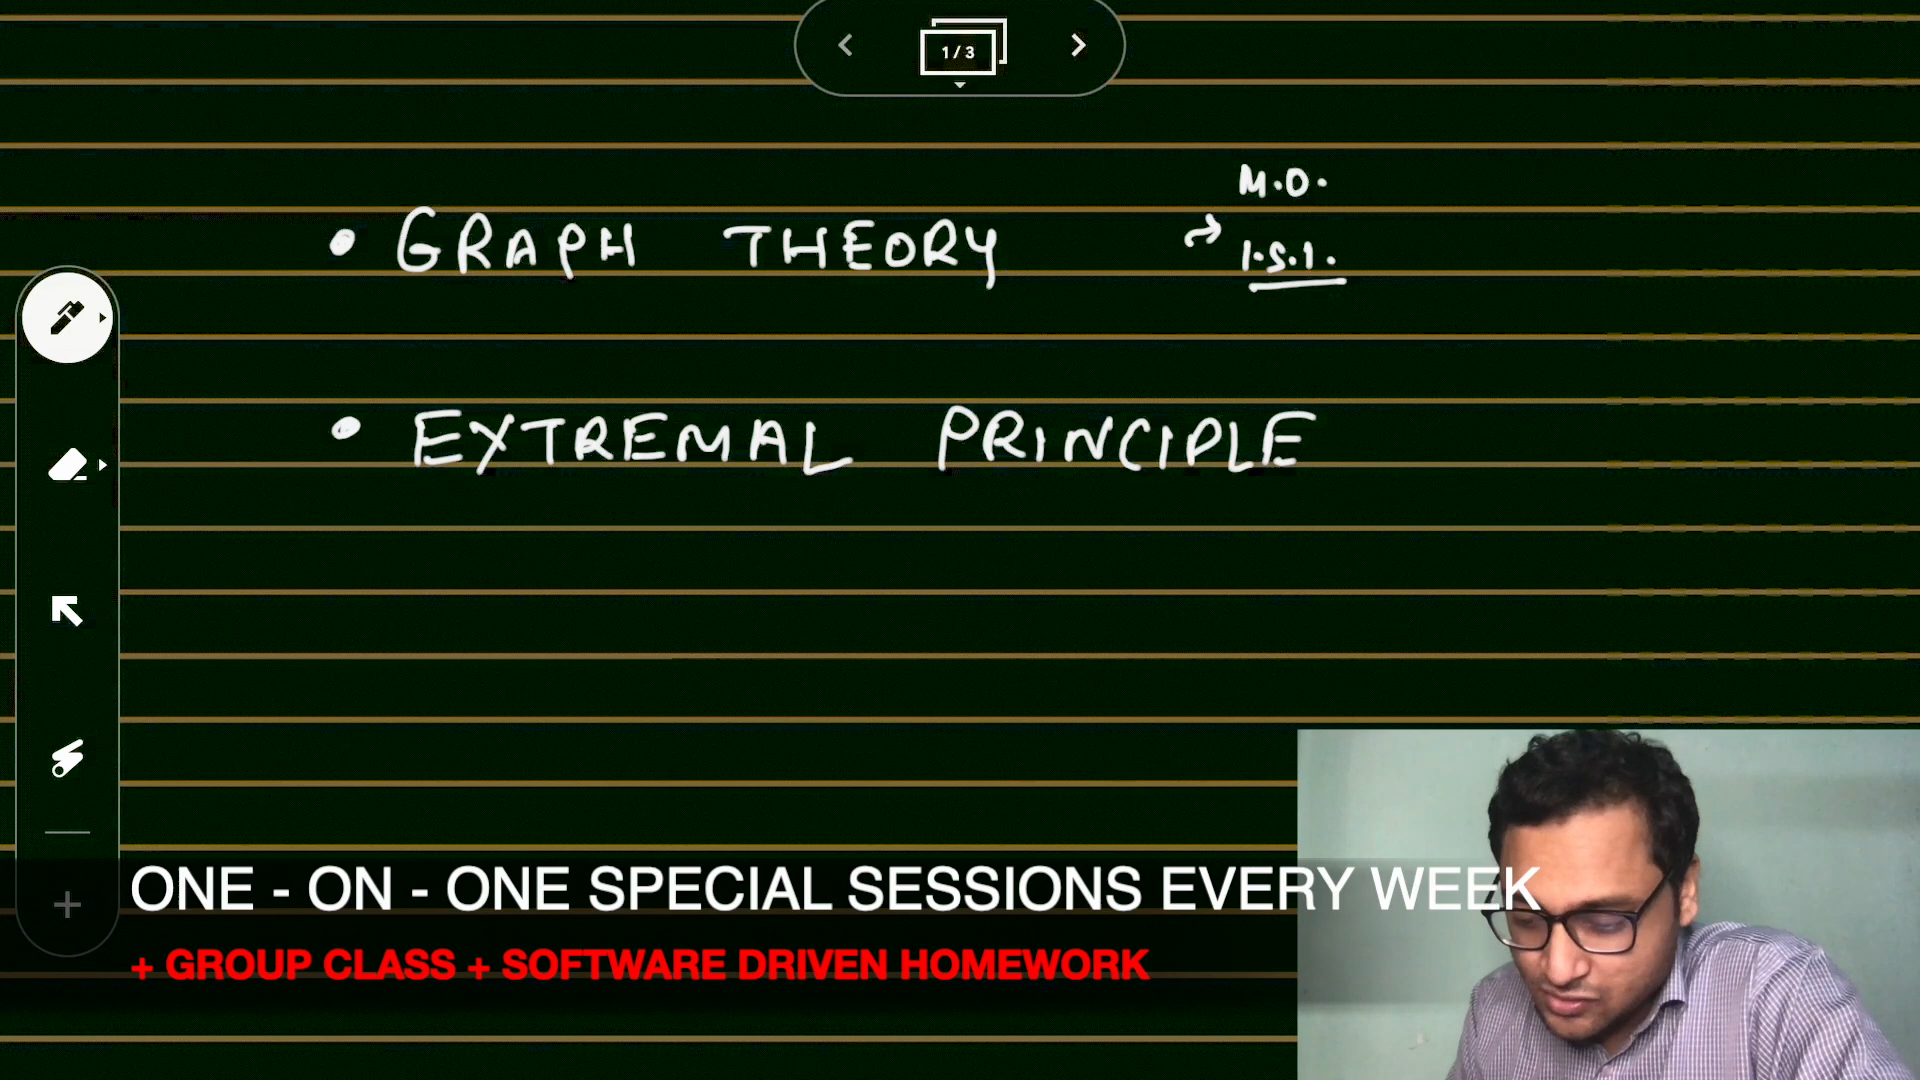 1 / 3
M.O.
• GRAPH THEORY → I.S.I.
• EXTREMAL PRINCIPLE
ONE - ON - ONE SPECIAL SESSIONS EVERY WEEK
+ GROUP CLASS + SOFTWARE DRIVEN HOMEWORK